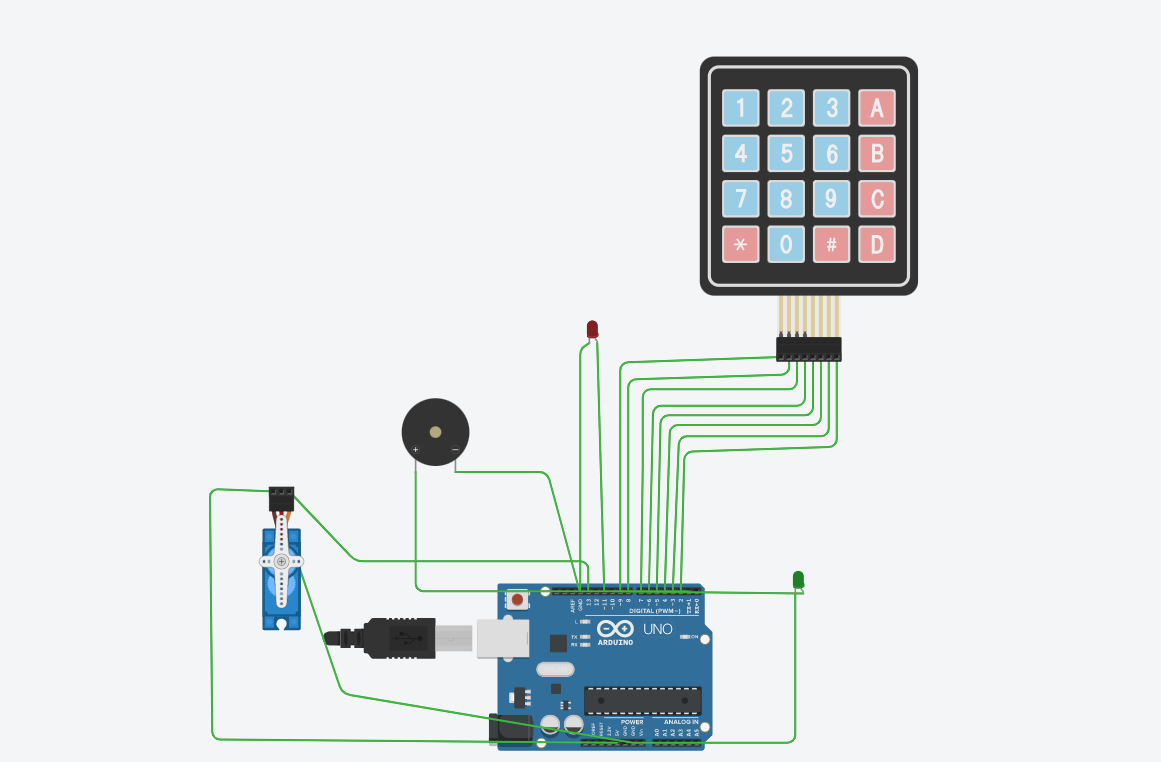 1 2 3 A
4 5 6 B
7 8 9 C
* 0 # D
+ −
AREF
GND
13
12
~11
~10
~9
8
7
~6
~5
4
~3
2
TX→1
RX←0
DIGITAL (PWM~)
L
TX
RX
ARDUINO
UNO
ON
POWER
ANALOG IN
RESET
3.3V
5V
GND
GND
Vin
A0
A1
A2
A3
A4
A5